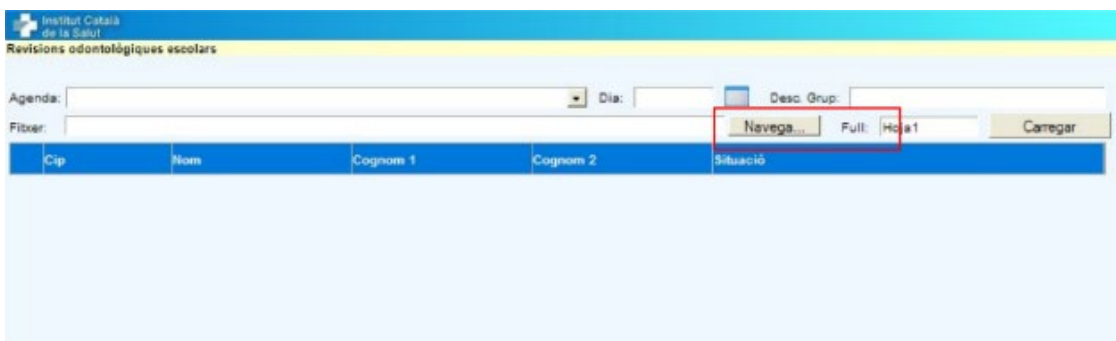 Institut Català
de la Salut
Revisions odontològiques escolars
Agenda: Dia: Desc. Grup:
Fitxer: Navega... Full: Hoja1 Carregar
Cip Nom Cognom 1 Cognom 2 Situació